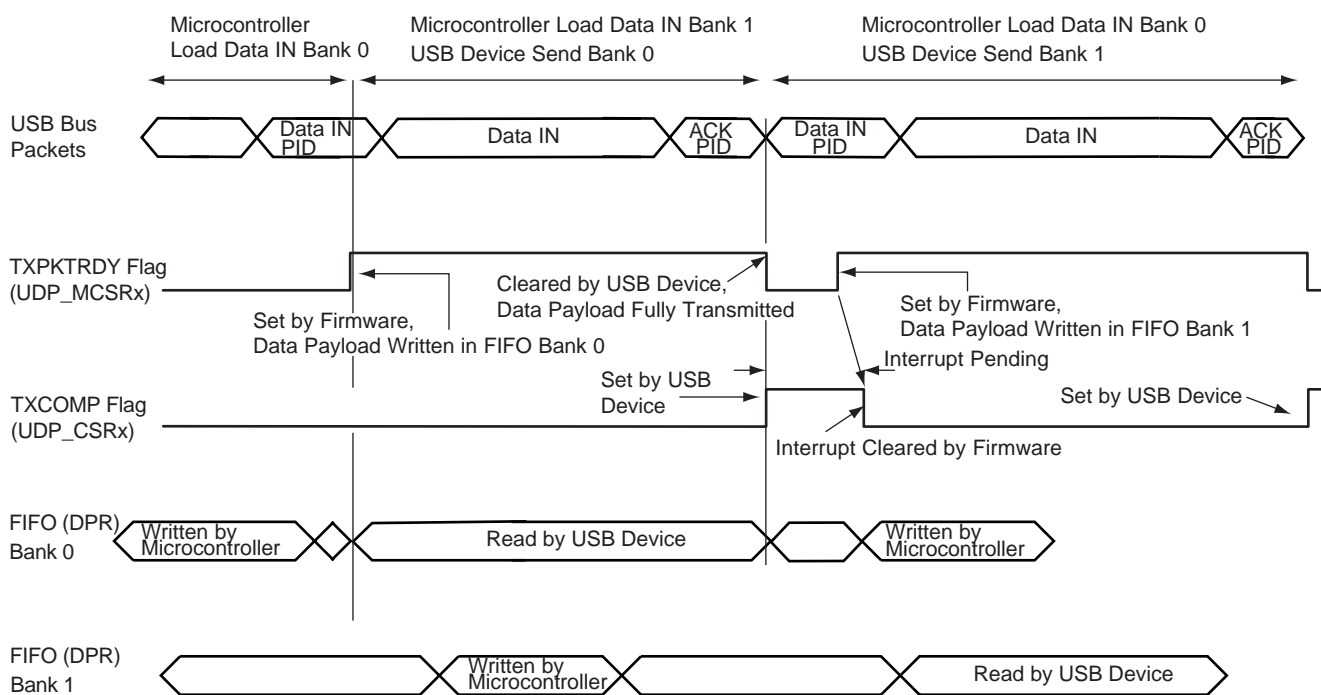 Microcontroller
Load Data IN Bank 0
Microcontroller Load Data IN Bank 1
USB Device Send Bank 0
Microcontroller Load Data IN Bank 0
USB Device Send Bank 1
USB Bus
Packets
Data IN
PID
Data IN
ACK
PID
Data IN
PID
Data IN
ACK
PID
TXPKTRDY Flag
(UDP_MCSRx)
Set by Firmware,
Data Payload Written in FIFO Bank 0
Cleared by USB Device,
Data Payload Fully Transmitted
Set by Firmware,
Data Payload Written in FIFO Bank 1
Interrupt Pending
Set by USB
Device
TXCOMP Flag
(UDP_CSRx)
Set by USB Device
Interrupt Cleared by Firmware
FIFO (DPR)
Bank 0
Written by
Microcontroller
Read by USB Device
Written by
Microcontroller
FIFO (DPR)
Bank 1
Written by
Microcontroller
Read by USB Device